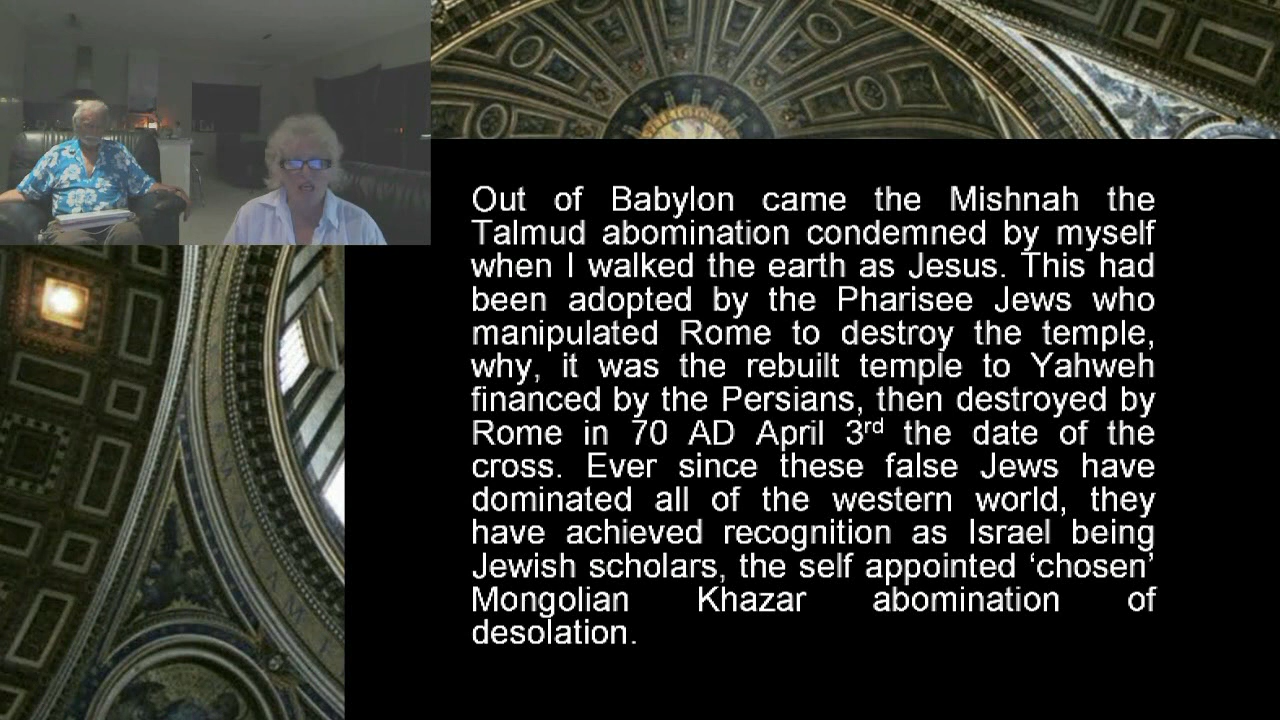 Out of Babylon came the Mishnah the
Talmud abomination condemned by myself
when I walked the earth as Jesus. This had
been adopted by the Pharisee Jews who
manipulated Rome to destroy the temple,
why, it was the rebuilt temple to Yahweh
financed by the Persians, then destroyed by
Rome in 70 AD April 3rd the date of the
cross. Ever since these false Jews have
dominated all of the western world, they
have achieved recognition as Israel being
Jewish scholars, the self appointed ‘chosen’
Mongolian Khazar abomination of
desolation.